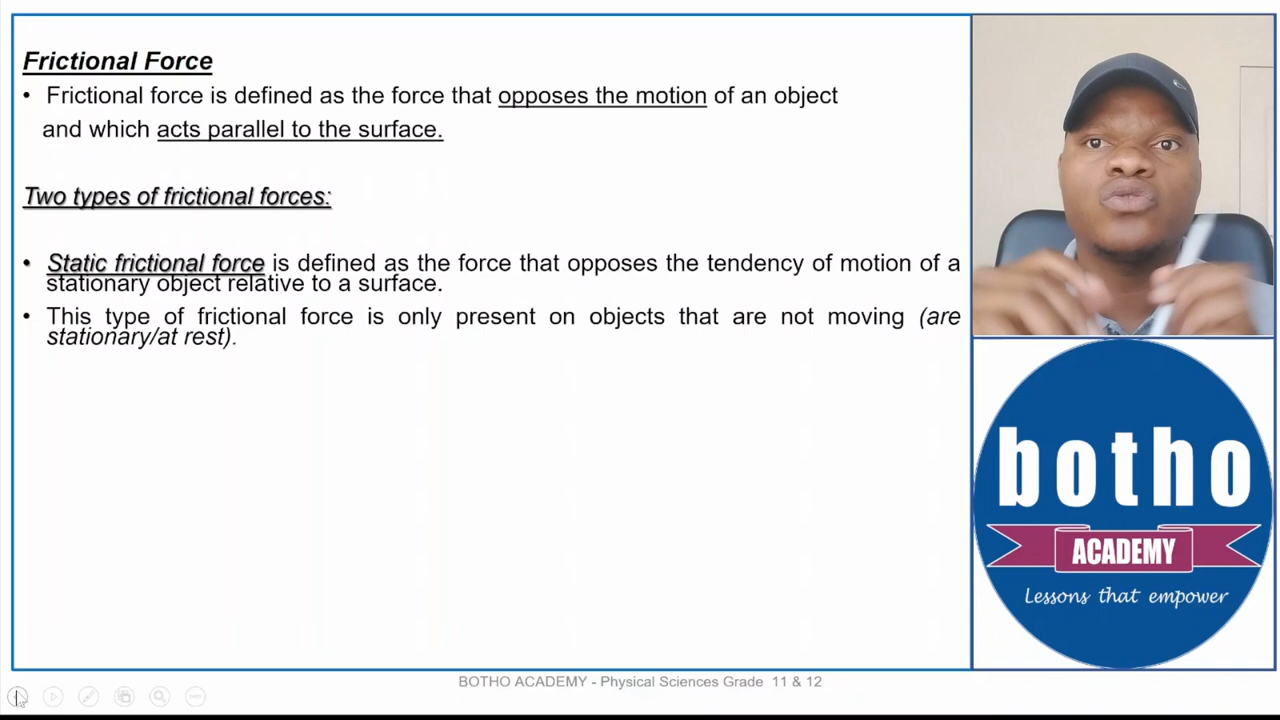 Frictional Force
• Frictional force is defined as the force that opposes the motion of an object
and which acts parallel to the surface.
Two types of frictional forces:
• Static frictional force is defined as the force that opposes the tendency of motion of a
stationary object relative to a surface.
• This type of frictional force is only present on objects that are not moving (are
stationary/at rest).
botho
ACADEMY
Lessons that empower
BOTHO ACADEMY - Physical Sciences Grade 11 & 12